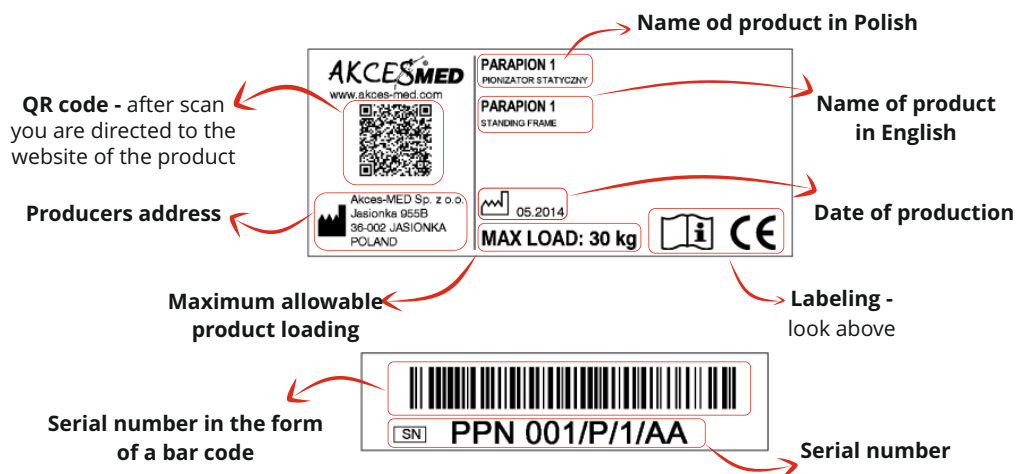 Name od product in Polish
AKCESMED
www.akces-med.com
PARAPION 1
PIONIZATOR STATYCZNY
PARAPION 1
STANDING FRAME
QR code - after scan
you are directed to the
website of the product
Name of product
in English
Producers address
Akces-MED Sp. z o.o.
Jasionka 955B
36-002 JASIONKA
POLAND
05.2014
Date of production
MAX LOAD: 30 kg
i
CE
Maximum allowable
product loading
Labeling -
look above
Serial number in the form
of a bar code
SN PPN 001/P/1/AA
Serial number